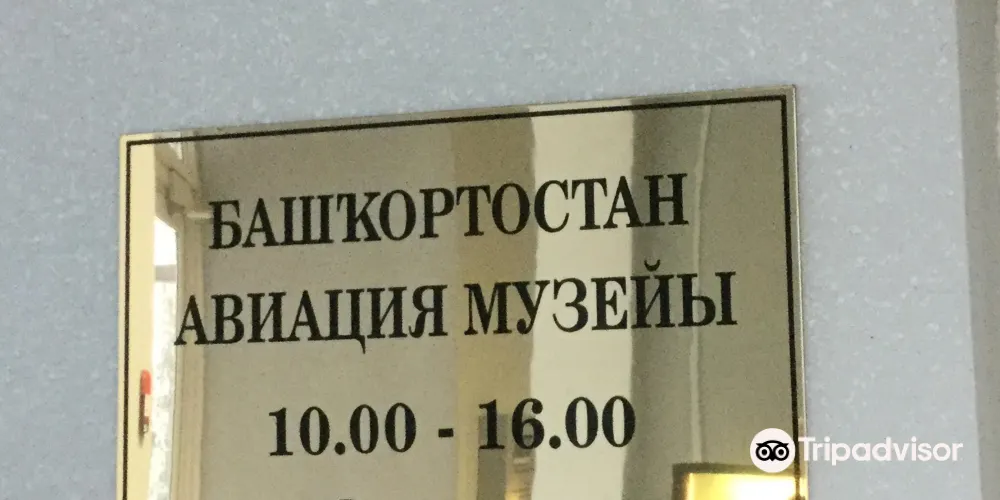 БАШҠОРТОСТАН
АВИАЦИЯ МУЗЕЙЫ
10.00 - 16.00
Tripadvisor